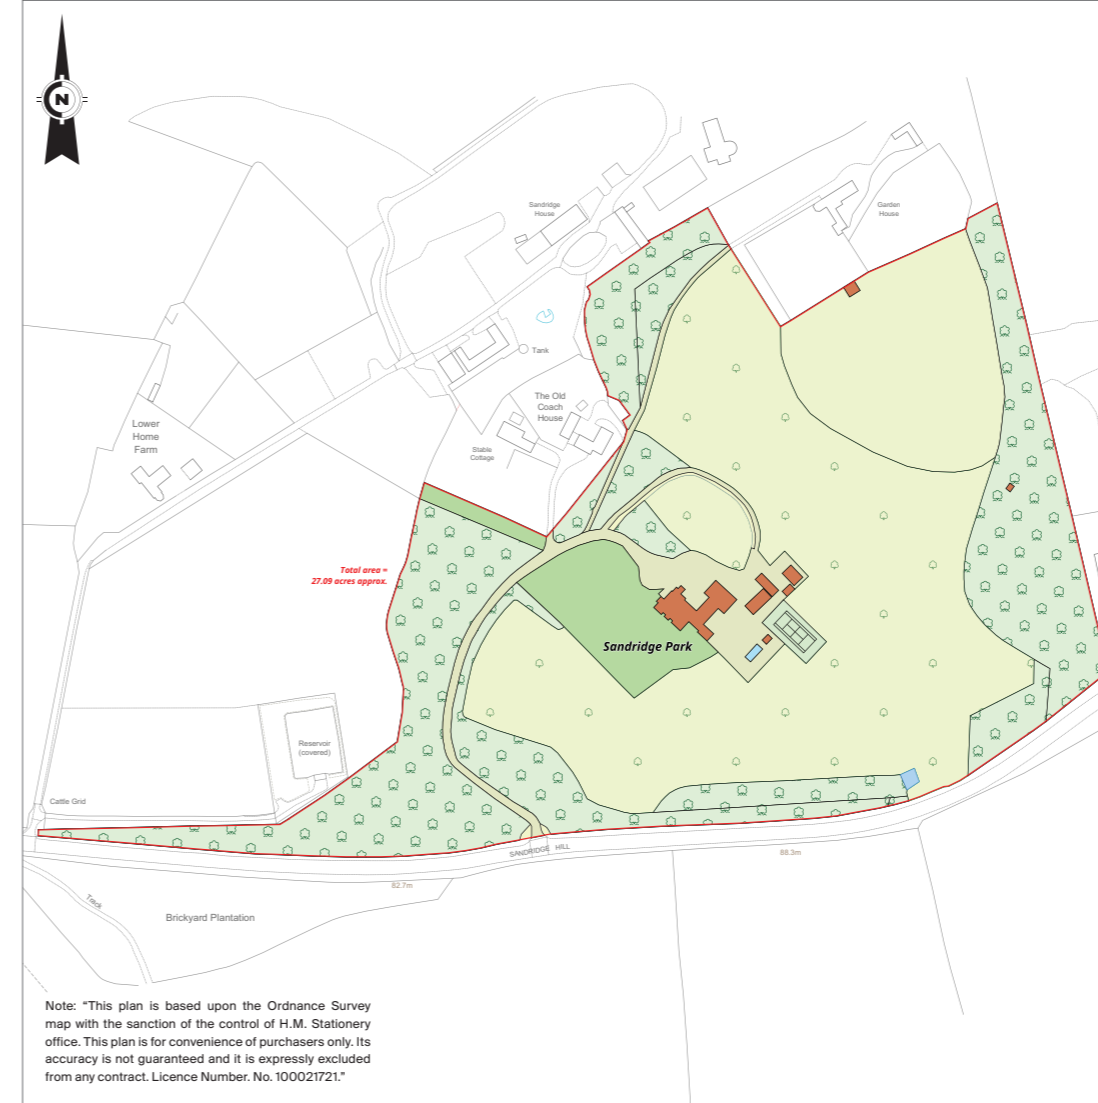 N
Sandridge
House
Garden
House
Tank
The Old
Coach
House
Lower
Home
Farm
Stable
Cottage
Total area =
27.09 acres approx.
Sandridge Park
Reservoir
(covered)
Cattle Grid
SANDRIDGE HILL
88.3m
82.7m
Track
Brickyard Plantation
Note: “This plan is based upon the Ordnance Survey
map with the sanction of the control of H.M. Stationery
office. This plan is for convenience of purchasers only. Its
accuracy is not guaranteed and it is expressly excluded
from any contract. Licence Number. No. 100021721.”